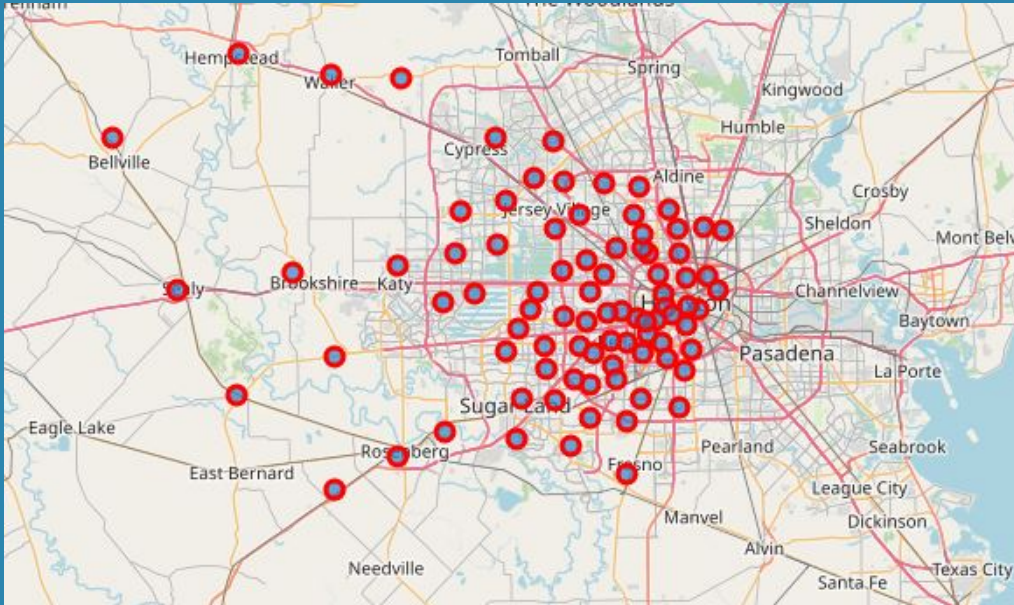 The Woodlands
Hempstead
Tomball
Spring
Waller
Kingwood
Humble
Cypress
Bellville
Aldine
Crosby
Jersey Village
Sheldon
Mont Belv
Sealy
Brookshire
Katy
Channelview
Houston
Baytown
Pasadena
La Porte
Sugar Land
Eagle Lake
Rosenberg
Pearland
Seabrook
East Bernard
Fresno
League City
Manvel
Dickinson
Alvin
Needville
Texas City
Santa Fe